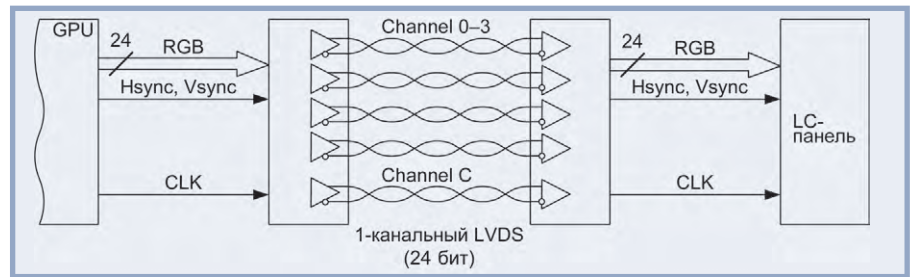 GPU
24
RGB
Hsync, Vsync
CLK
Channel 0–3
Channel C
1-канальный LVDS
(24 бит)
24
RGB
Hsync, Vsync
CLK
LC-
панель